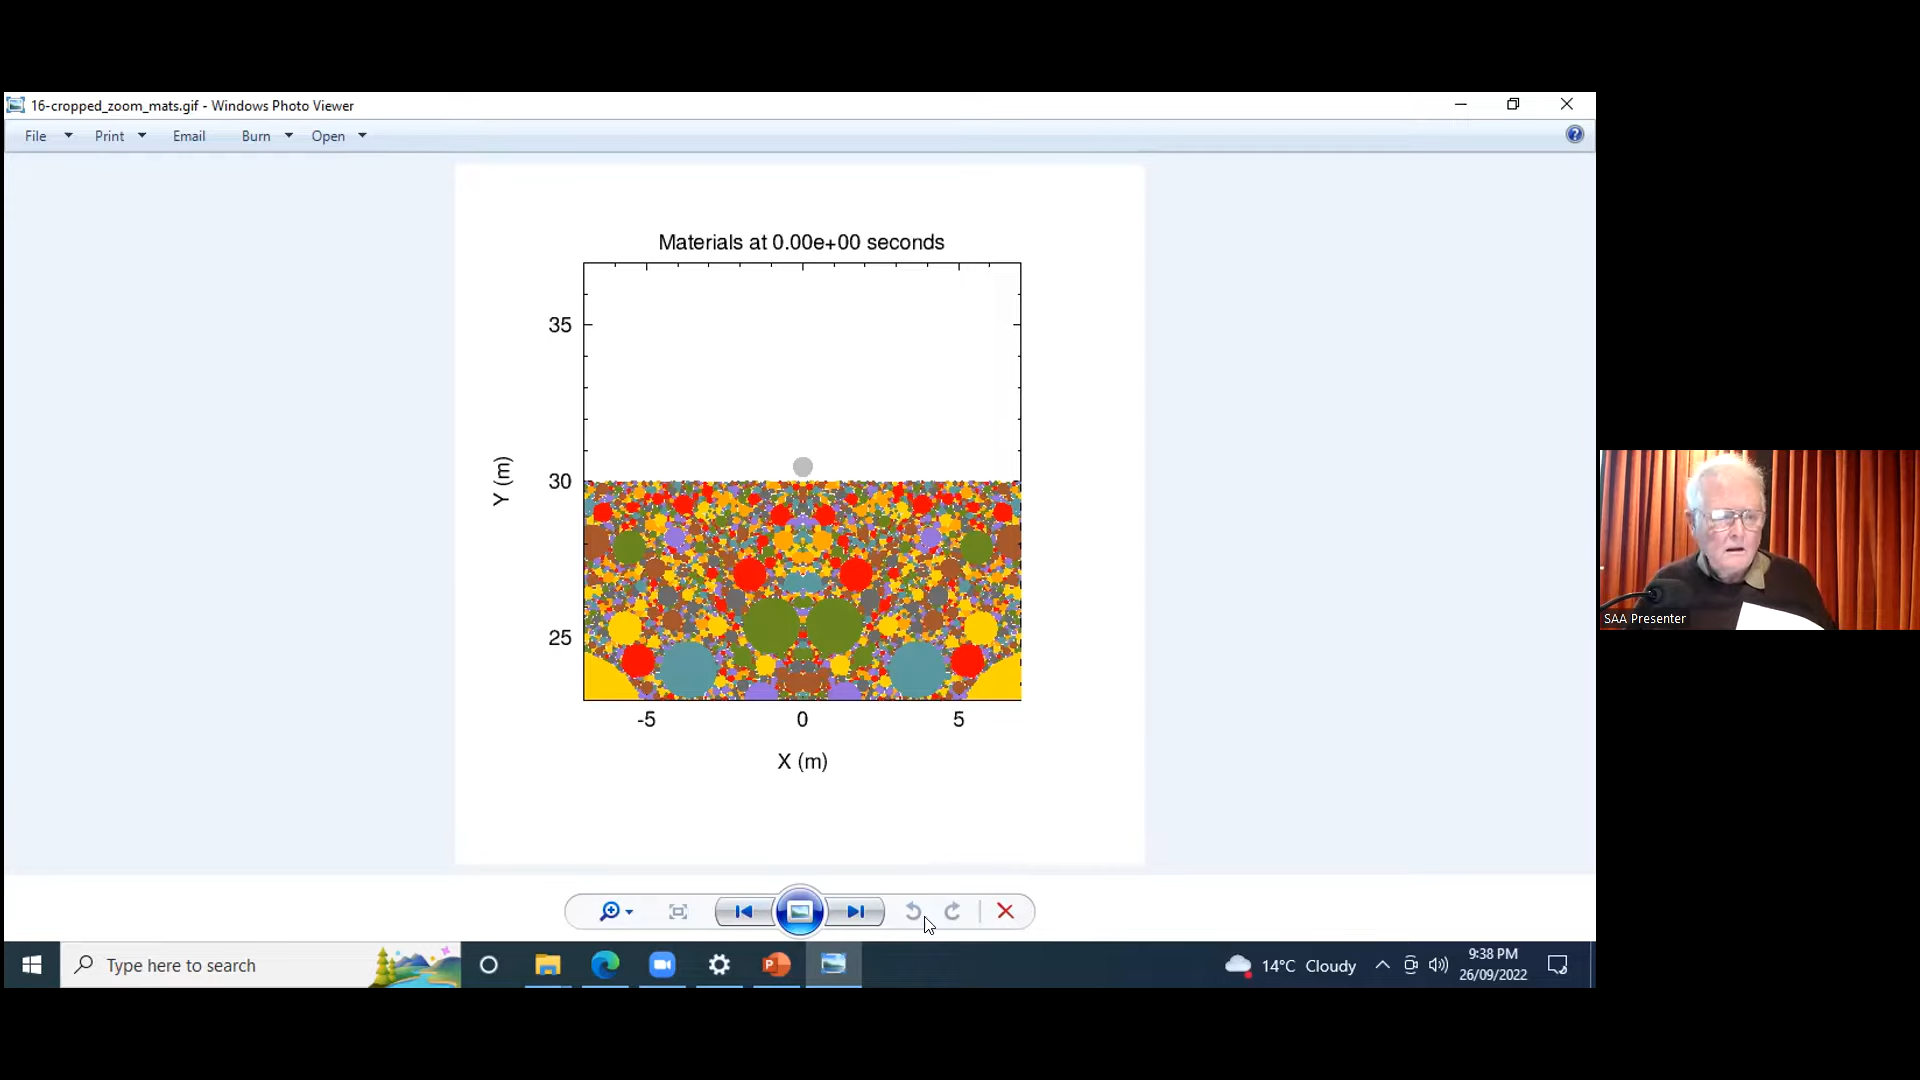 16-cropped_zoom_mats.gif - Windows Photo Viewer
File Print Email Burn Open
Materials at 0.00e+00 seconds
35
30
25
Y (m)
-5 0 5
X (m)
SAA Presenter
Type here to search
14°C Cloudy
9:38 PM
26/09/2022